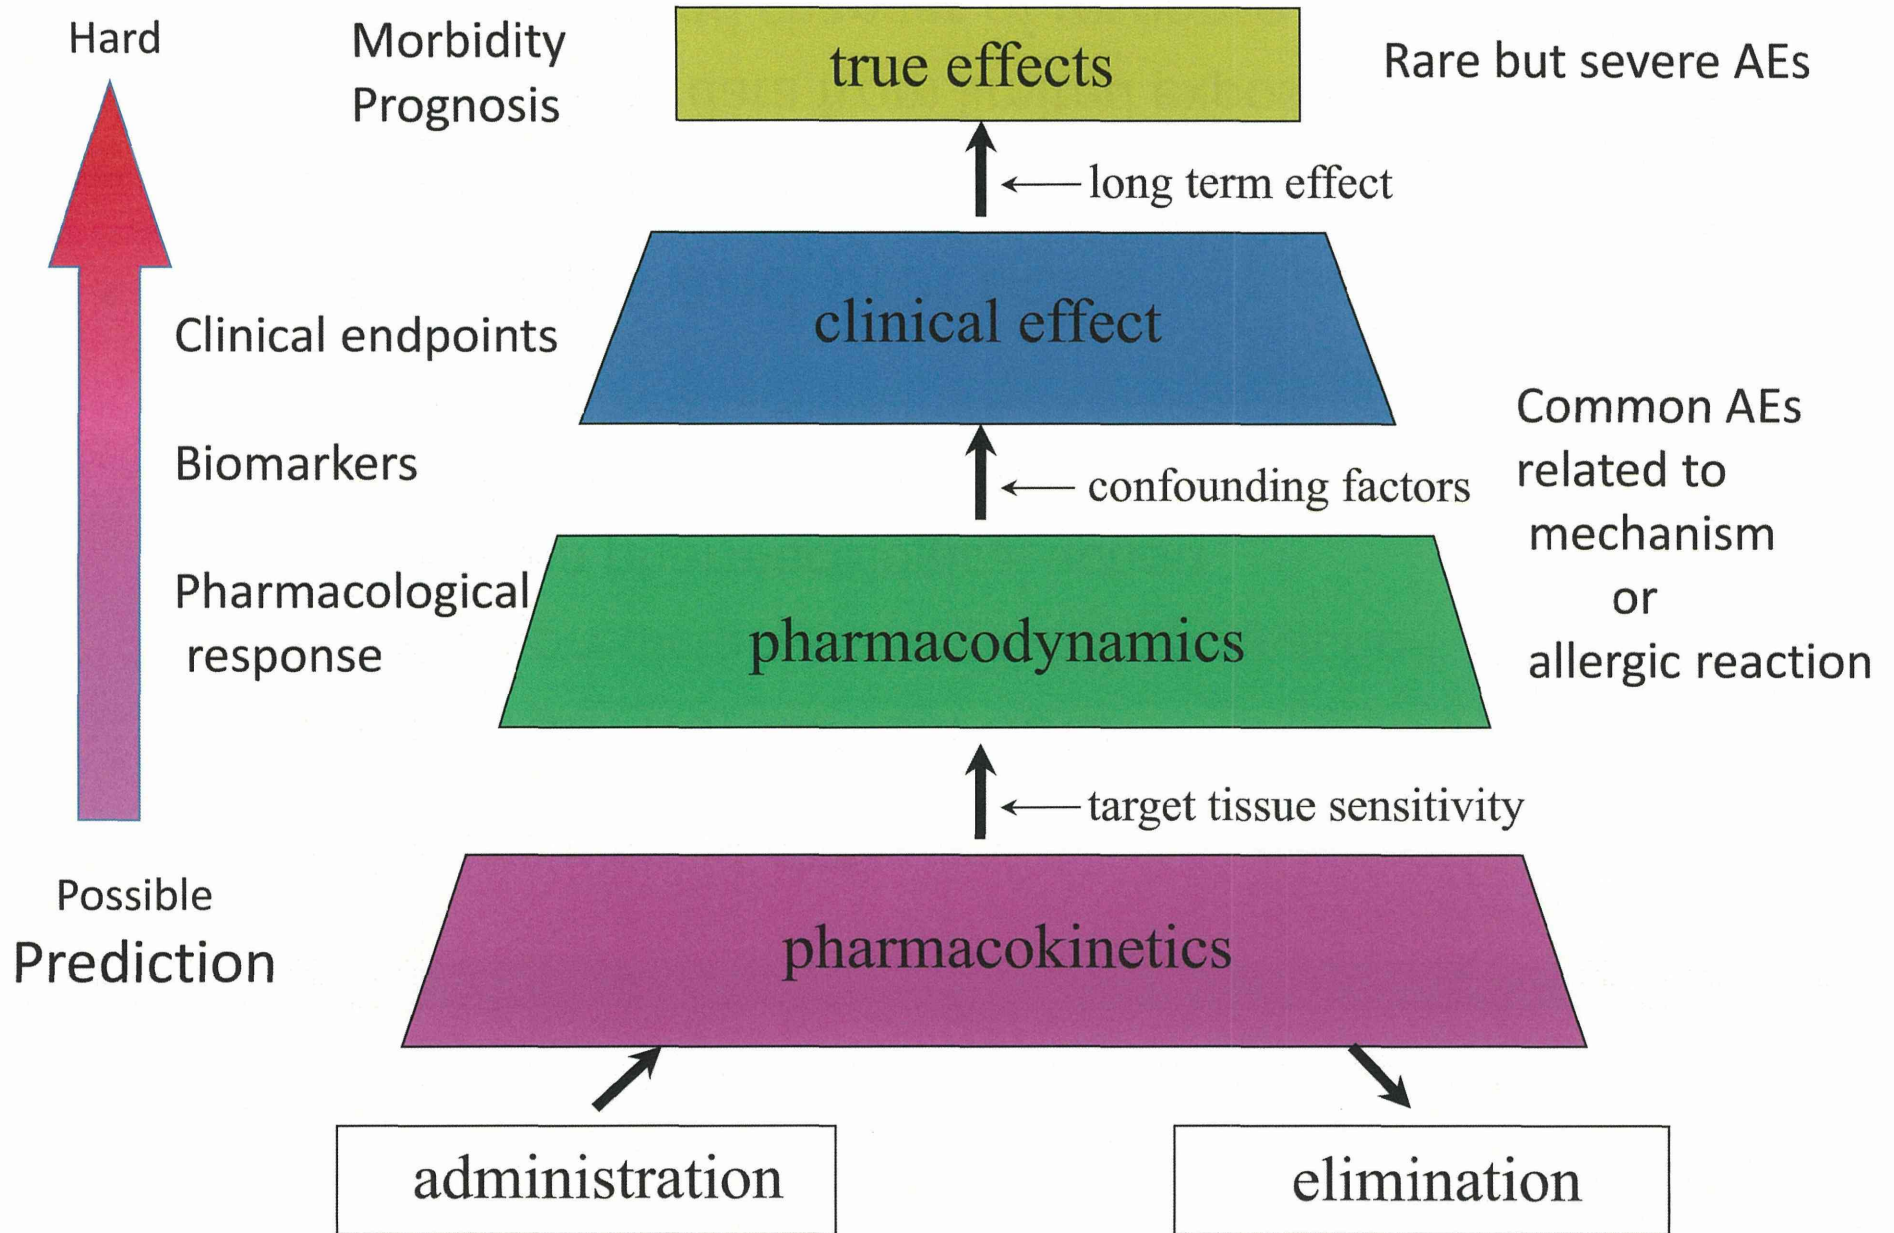 Hard
Morbidity
Prognosis
true effects
Rare but severe AEs
long term effect
Clinical endpoints
clinical effect
Biomarkers
confounding factors
Common AEs
related to
mechanism
or
allergic reaction
Pharmacological
response
pharmacodynamics
target tissue sensitivity
Possible
Prediction
pharmacokinetics
administration
elimination